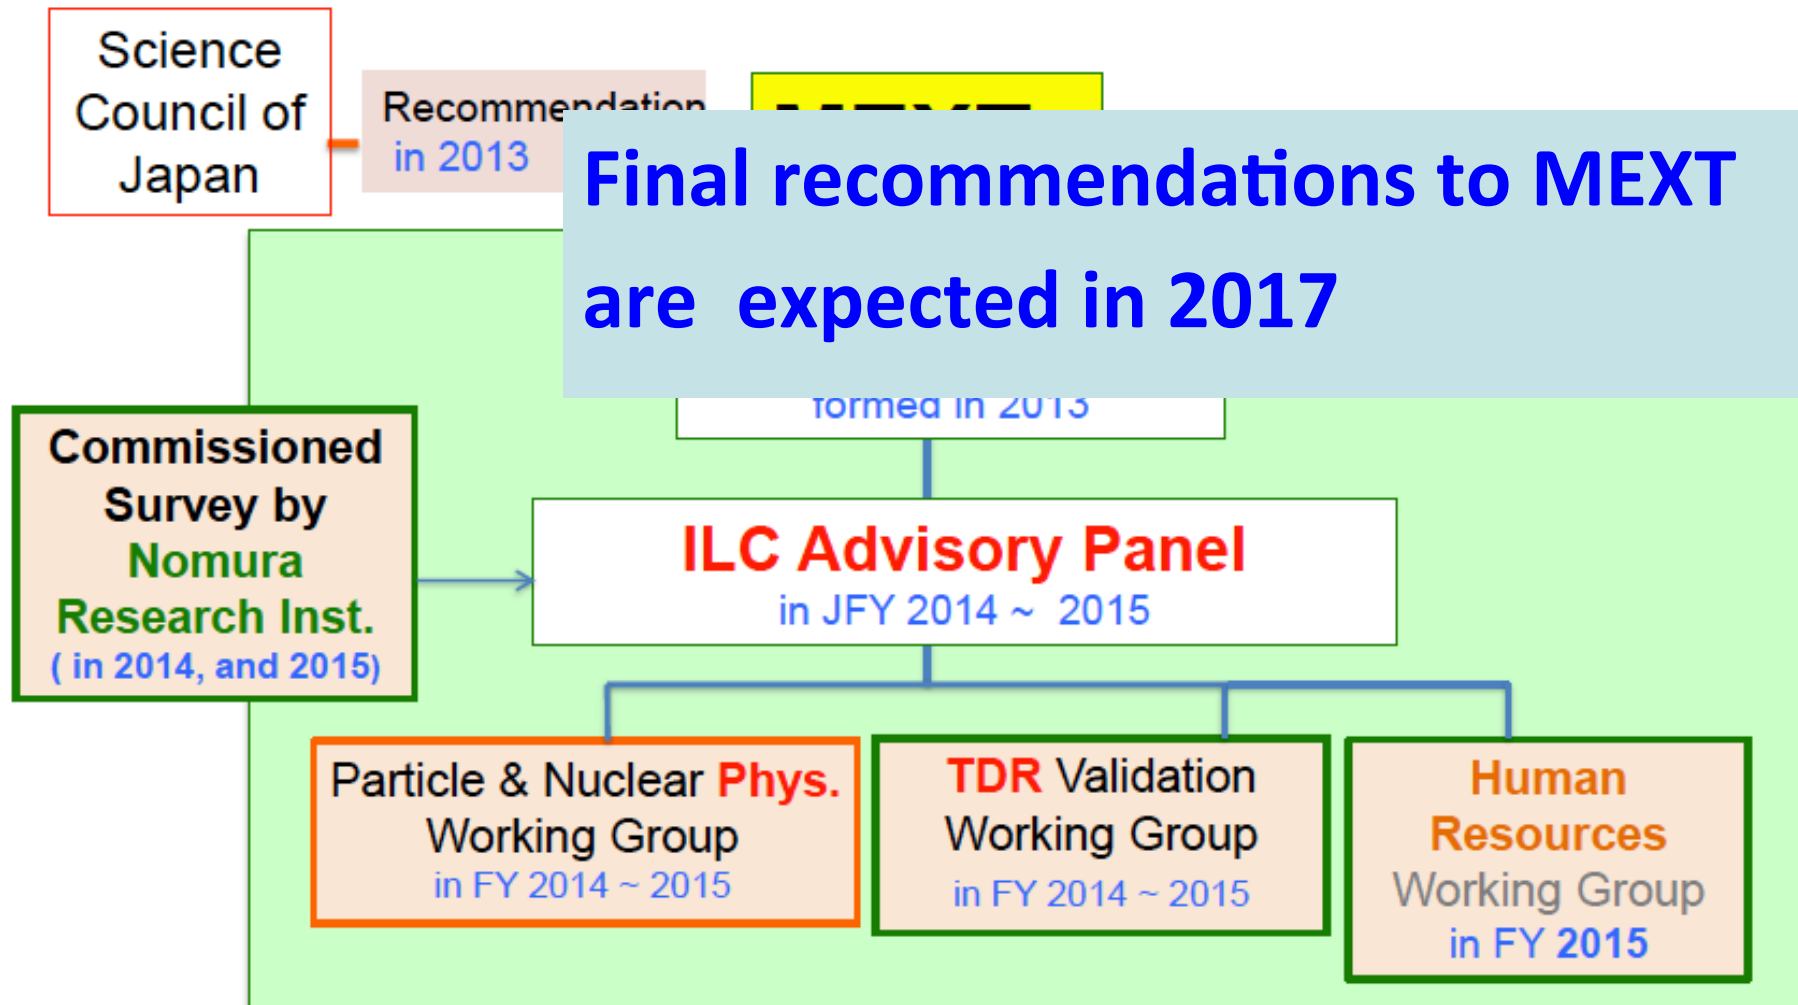 Science
Council of
Japan
Recommendation
in 2013
MEXT
Final recommendations to MEXT
are expected in 2017
formed in 2013
Commissioned
Survey by
Nomura
Research Inst.
( in 2014, and 2015)
ILC Advisory Panel
in JFY 2014 ~ 2015
Particle & Nuclear Phys.
Working Group
in FY 2014 ~ 2015
TDR Validation
Working Group
in FY 2014 ~ 2015
Human
Resources
Working Group
in FY 2015